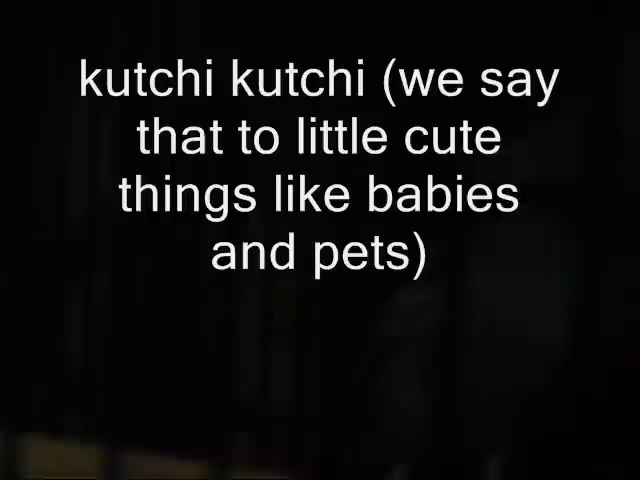 kutchi kutchi (we say
that to little cute
things like babies
and pets)